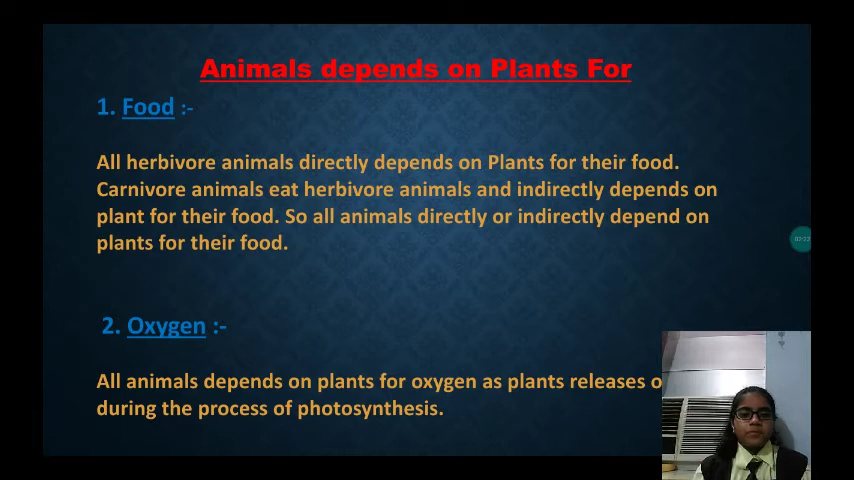 Animals depends on Plants For
1. Food :-
All herbivore animals directly depends on Plants for their food.
Carnivore animals eat herbivore animals and indirectly depends on
plant for their food. So all animals directly or indirectly depend on
plants for their food.
2. Oxygen :-
All animals depends on plants for oxygen as plants releases
during the process of photosynthesis.